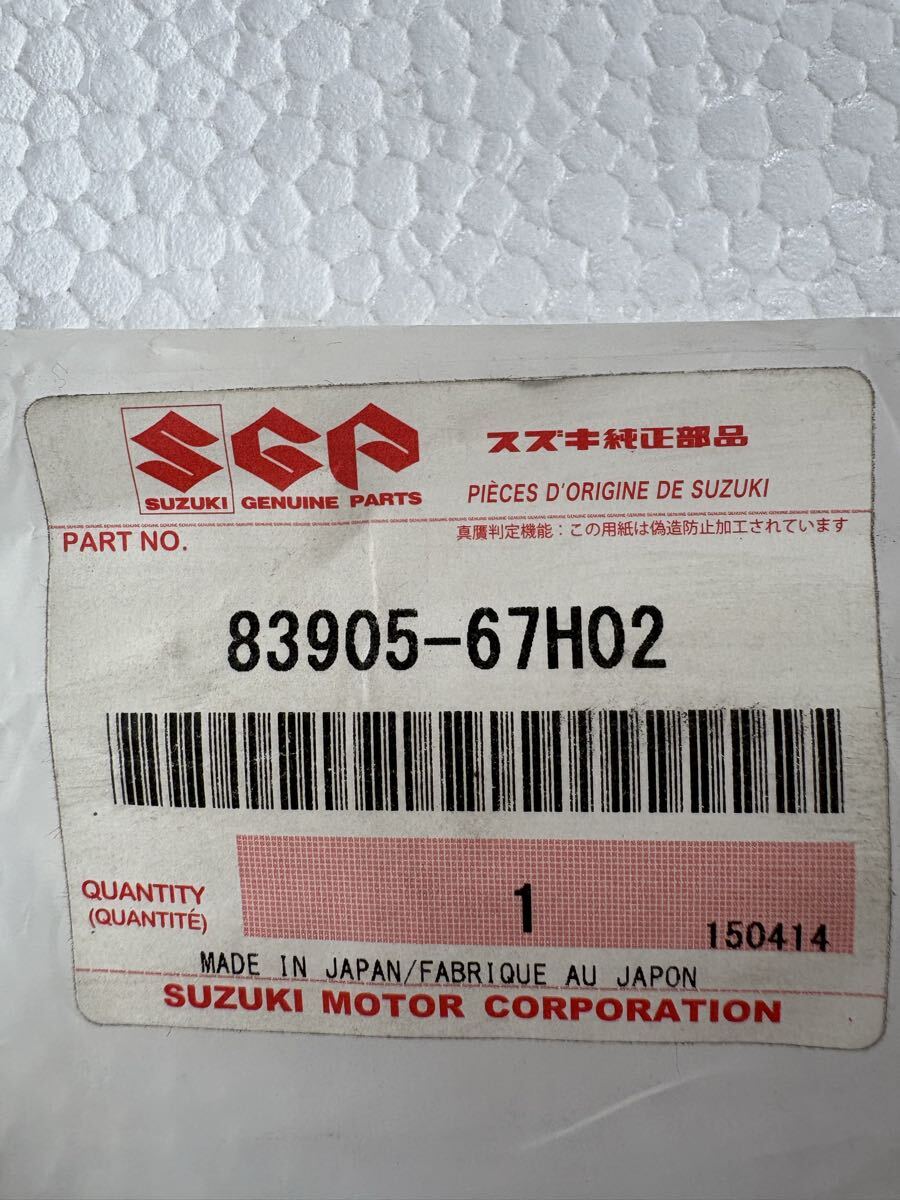 SGP
SUZUKI GENUINE PARTS
スズキ純正部品
PIÈCES D'ORIGINE DE SUZUKI
PART NO.
真贋判定機能：この用紙は偽造防止加工されています
83905-67H02
QUANTITY
(QUANTITÉ)
1
150414
MADE IN JAPAN/FABRIQUE AU JAPON
SUZUKI MOTOR CORPORATION